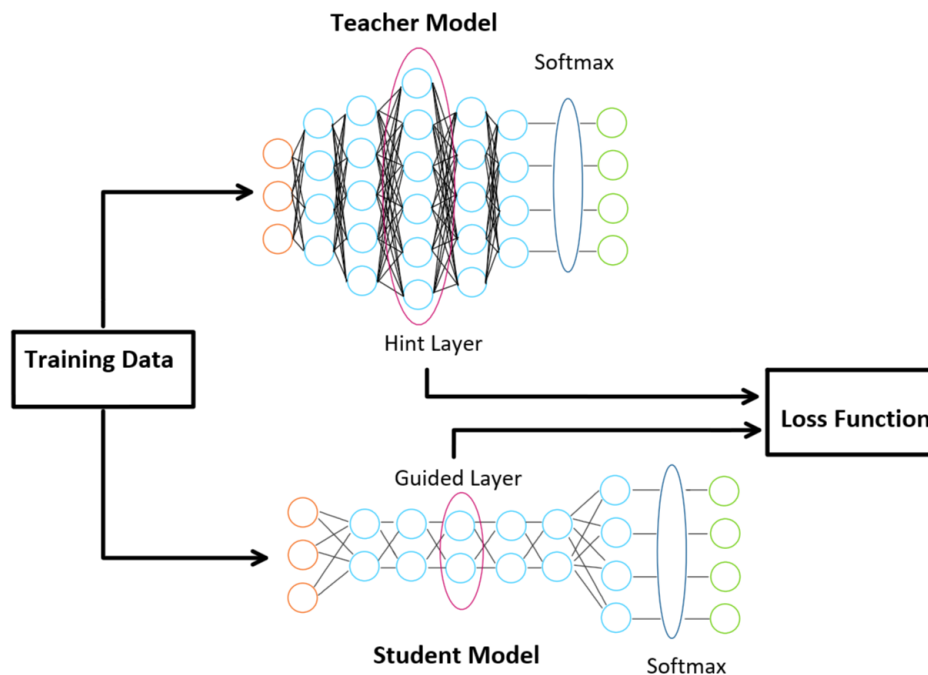 Teacher Model
Softmax
Training Data
Hint Layer
Loss Function
Guided Layer
Student Model
Softmax